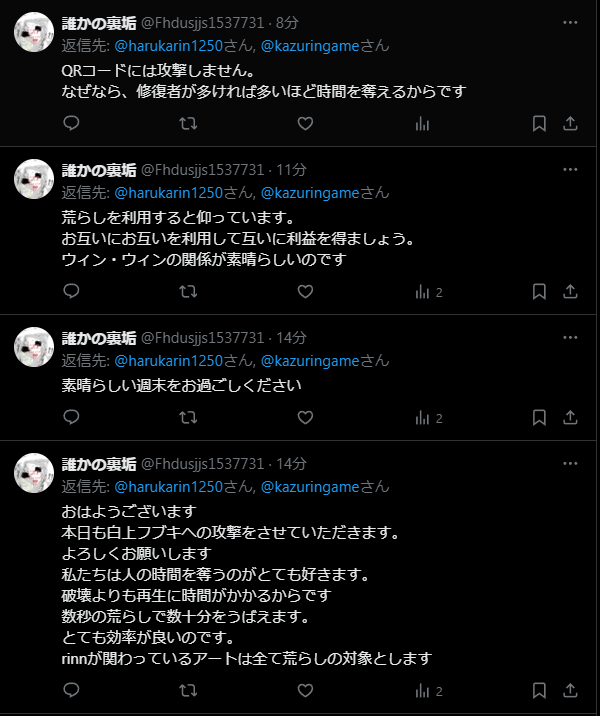 誰かの裏垢 @Fhdusjjs1537731 · 8分
返信先: @harukarin1250さん, @kazuringameさん
QRコードには攻撃しません。
なぜなら、修復者が多ければ多いほど時間を奪えるからです
誰かの裏垢 @Fhdusjjs1537731 · 11分
返信先: @harukarin1250さん, @kazuringameさん
荒らしを利用すると仰っています。
お互いにお互いを利用して互いに利益を得ましょう。
ウィン・ウィンの関係が素晴らしいのです
2
誰かの裏垢 @Fhdusjjs1537731 · 14分
返信先: @harukarin1250さん, @kazuringameさん
素晴らしい週末をお過ごしください
2
誰かの裏垢 @Fhdusjjs1537731 · 14分
返信先: @harukarin1250さん, @kazuringameさん
おはようございます
本日も白上フブキへの攻撃をさせていただきます。
よろしくお願いします
私たちは人の時間を奪うのがとても好きます。
破壊よりも再生に時間がかかるからです
数秒の荒らしで数十分をうばえます。
とても効率が良いのです。
rinnが関わっているアートは全て荒らしの対象とします
2